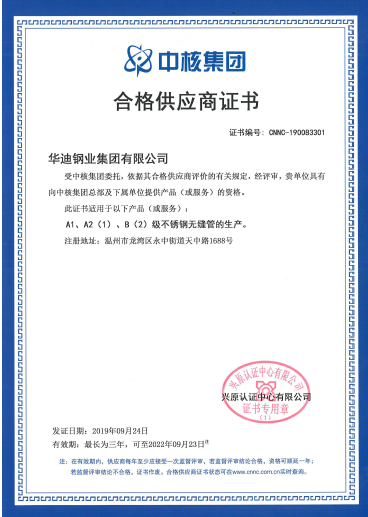 中核集团
合格供应商证书
证书编号: CNNC-190083301
华迪钢业集团有限公司
受中核集团委托，依据其合格供应商评价的有关规定，经评审，贵单位具有
向中核集团总部及下属单位提供产品（或服务）的资格。
此证书适用于以下产品（或服务）:
A1、A2（1）、B（2）级不锈钢无缝管的生产。
注册地址: 温州市龙湾区永中街道天中路1688号
兴原认证中心有限公司
兴原认证中心有限公司
证书专用章
(1)
发证日期: 2019年09月24日
有效期: 最长为三年，可至2022年09月23日注
注: 在有效期内，供应商每年至少应接受一次监督评审，若监督评审结论合格，资格可顺延一年;
若监督评审结论不合格，证书作废。合格供应商证书状态可在www.cnnc.com.cn实时查询。